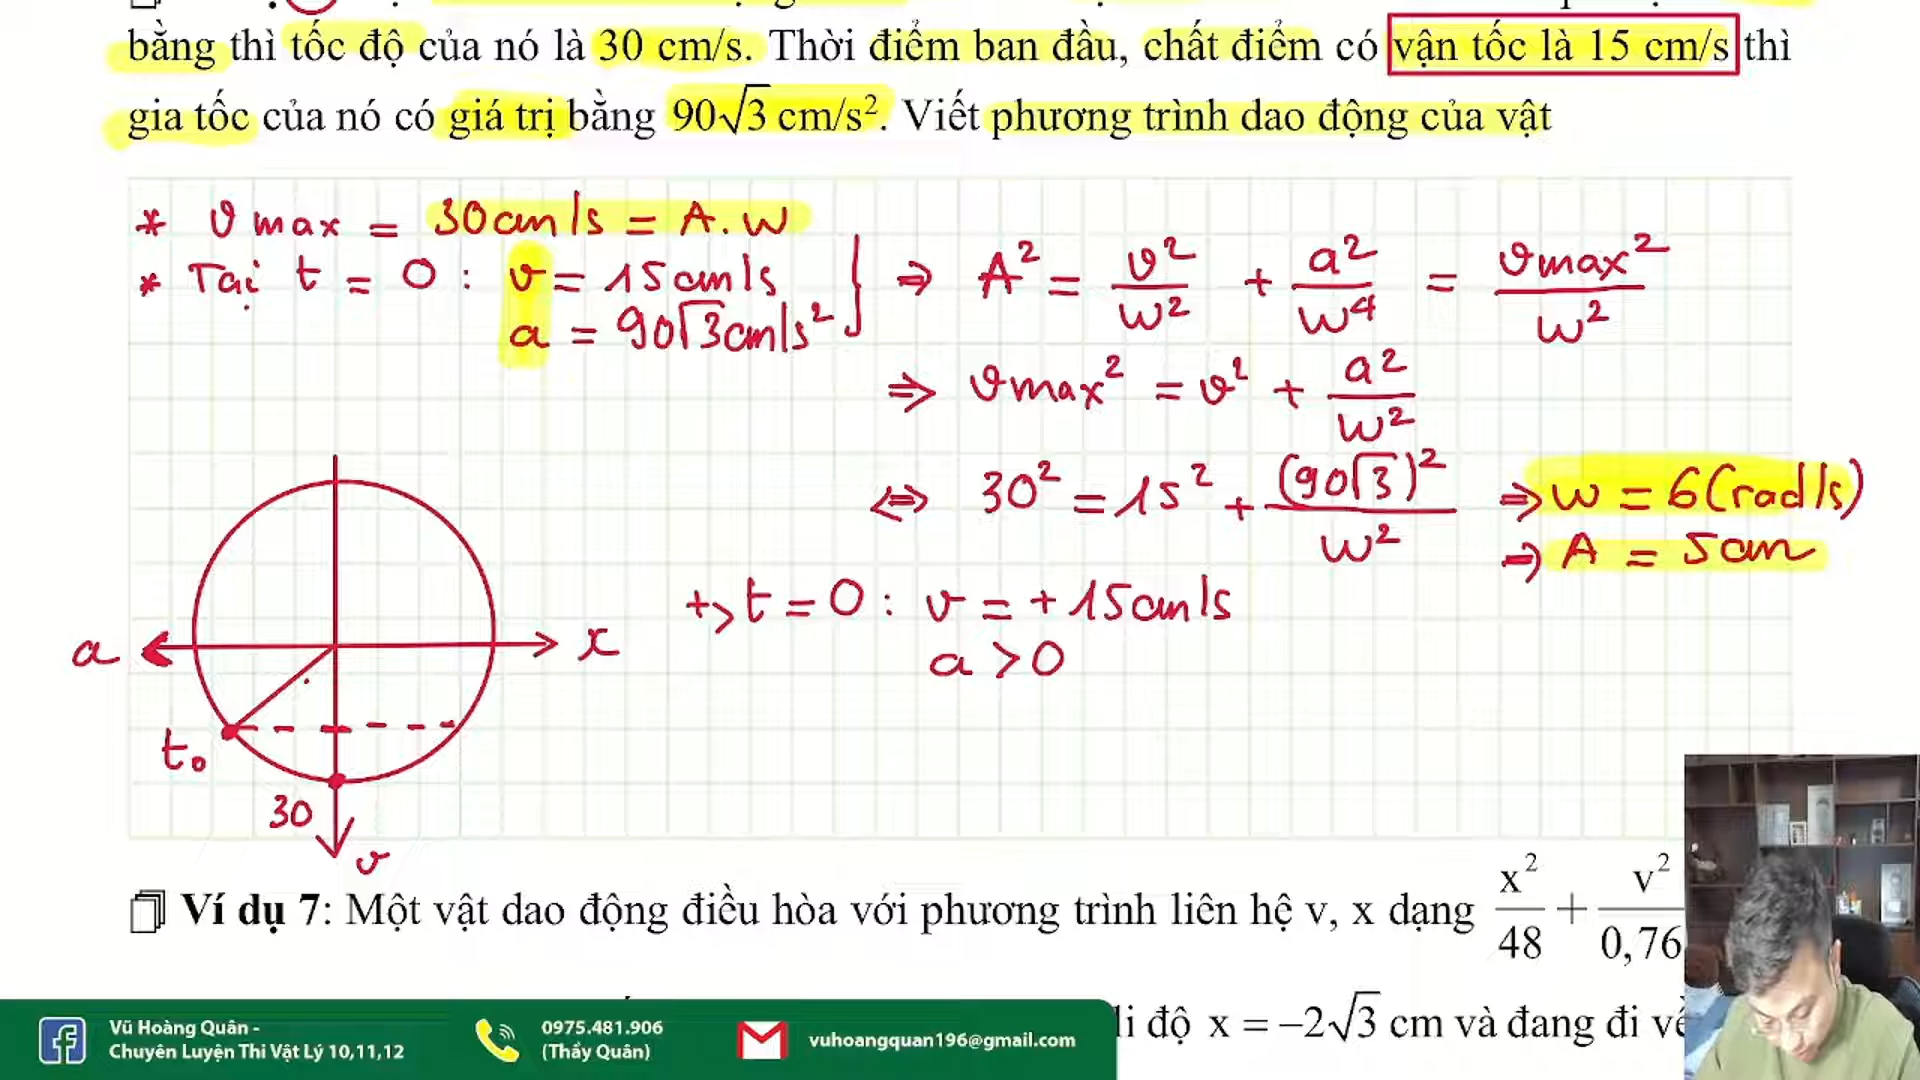 bằng thì tốc độ của nó là 30 cm/s. Thời điểm ban đầu, chất điểm có vận tốc là 15 cm/s thì
gia tốc của nó có giá trị bằng 90√3 cm/s². Viết phương trình dao động của vật
* vmax = 30cm/s = A.w
* Tại t = 0 : v = 15cm/s
a = 90√3cm/s²
⇒ A² = v²/w² + a²/w⁴ = vmax²/w²
⇒ vmax² = v² + a²/w²
⇔ 30² = 15² + (90√3)²/w² ⇒ w = 6(rad/s)
⇒ A = 5cm
+> t = 0 : v = +15cm/s
a > 0
a
x
t₀
30
v
Ví dụ 7: Một vật dao động điều hòa với phương trình liên hệ v, x dạng x²/48 + v²/0,76
li độ x = −2√3 cm và đang đi về
Vũ Hoàng Quân -
Chuyên Luyện Thi Vật Lý 10,11,12
0975.481.906
(Thầy Quân)
vuhoangquan196@gmail.com